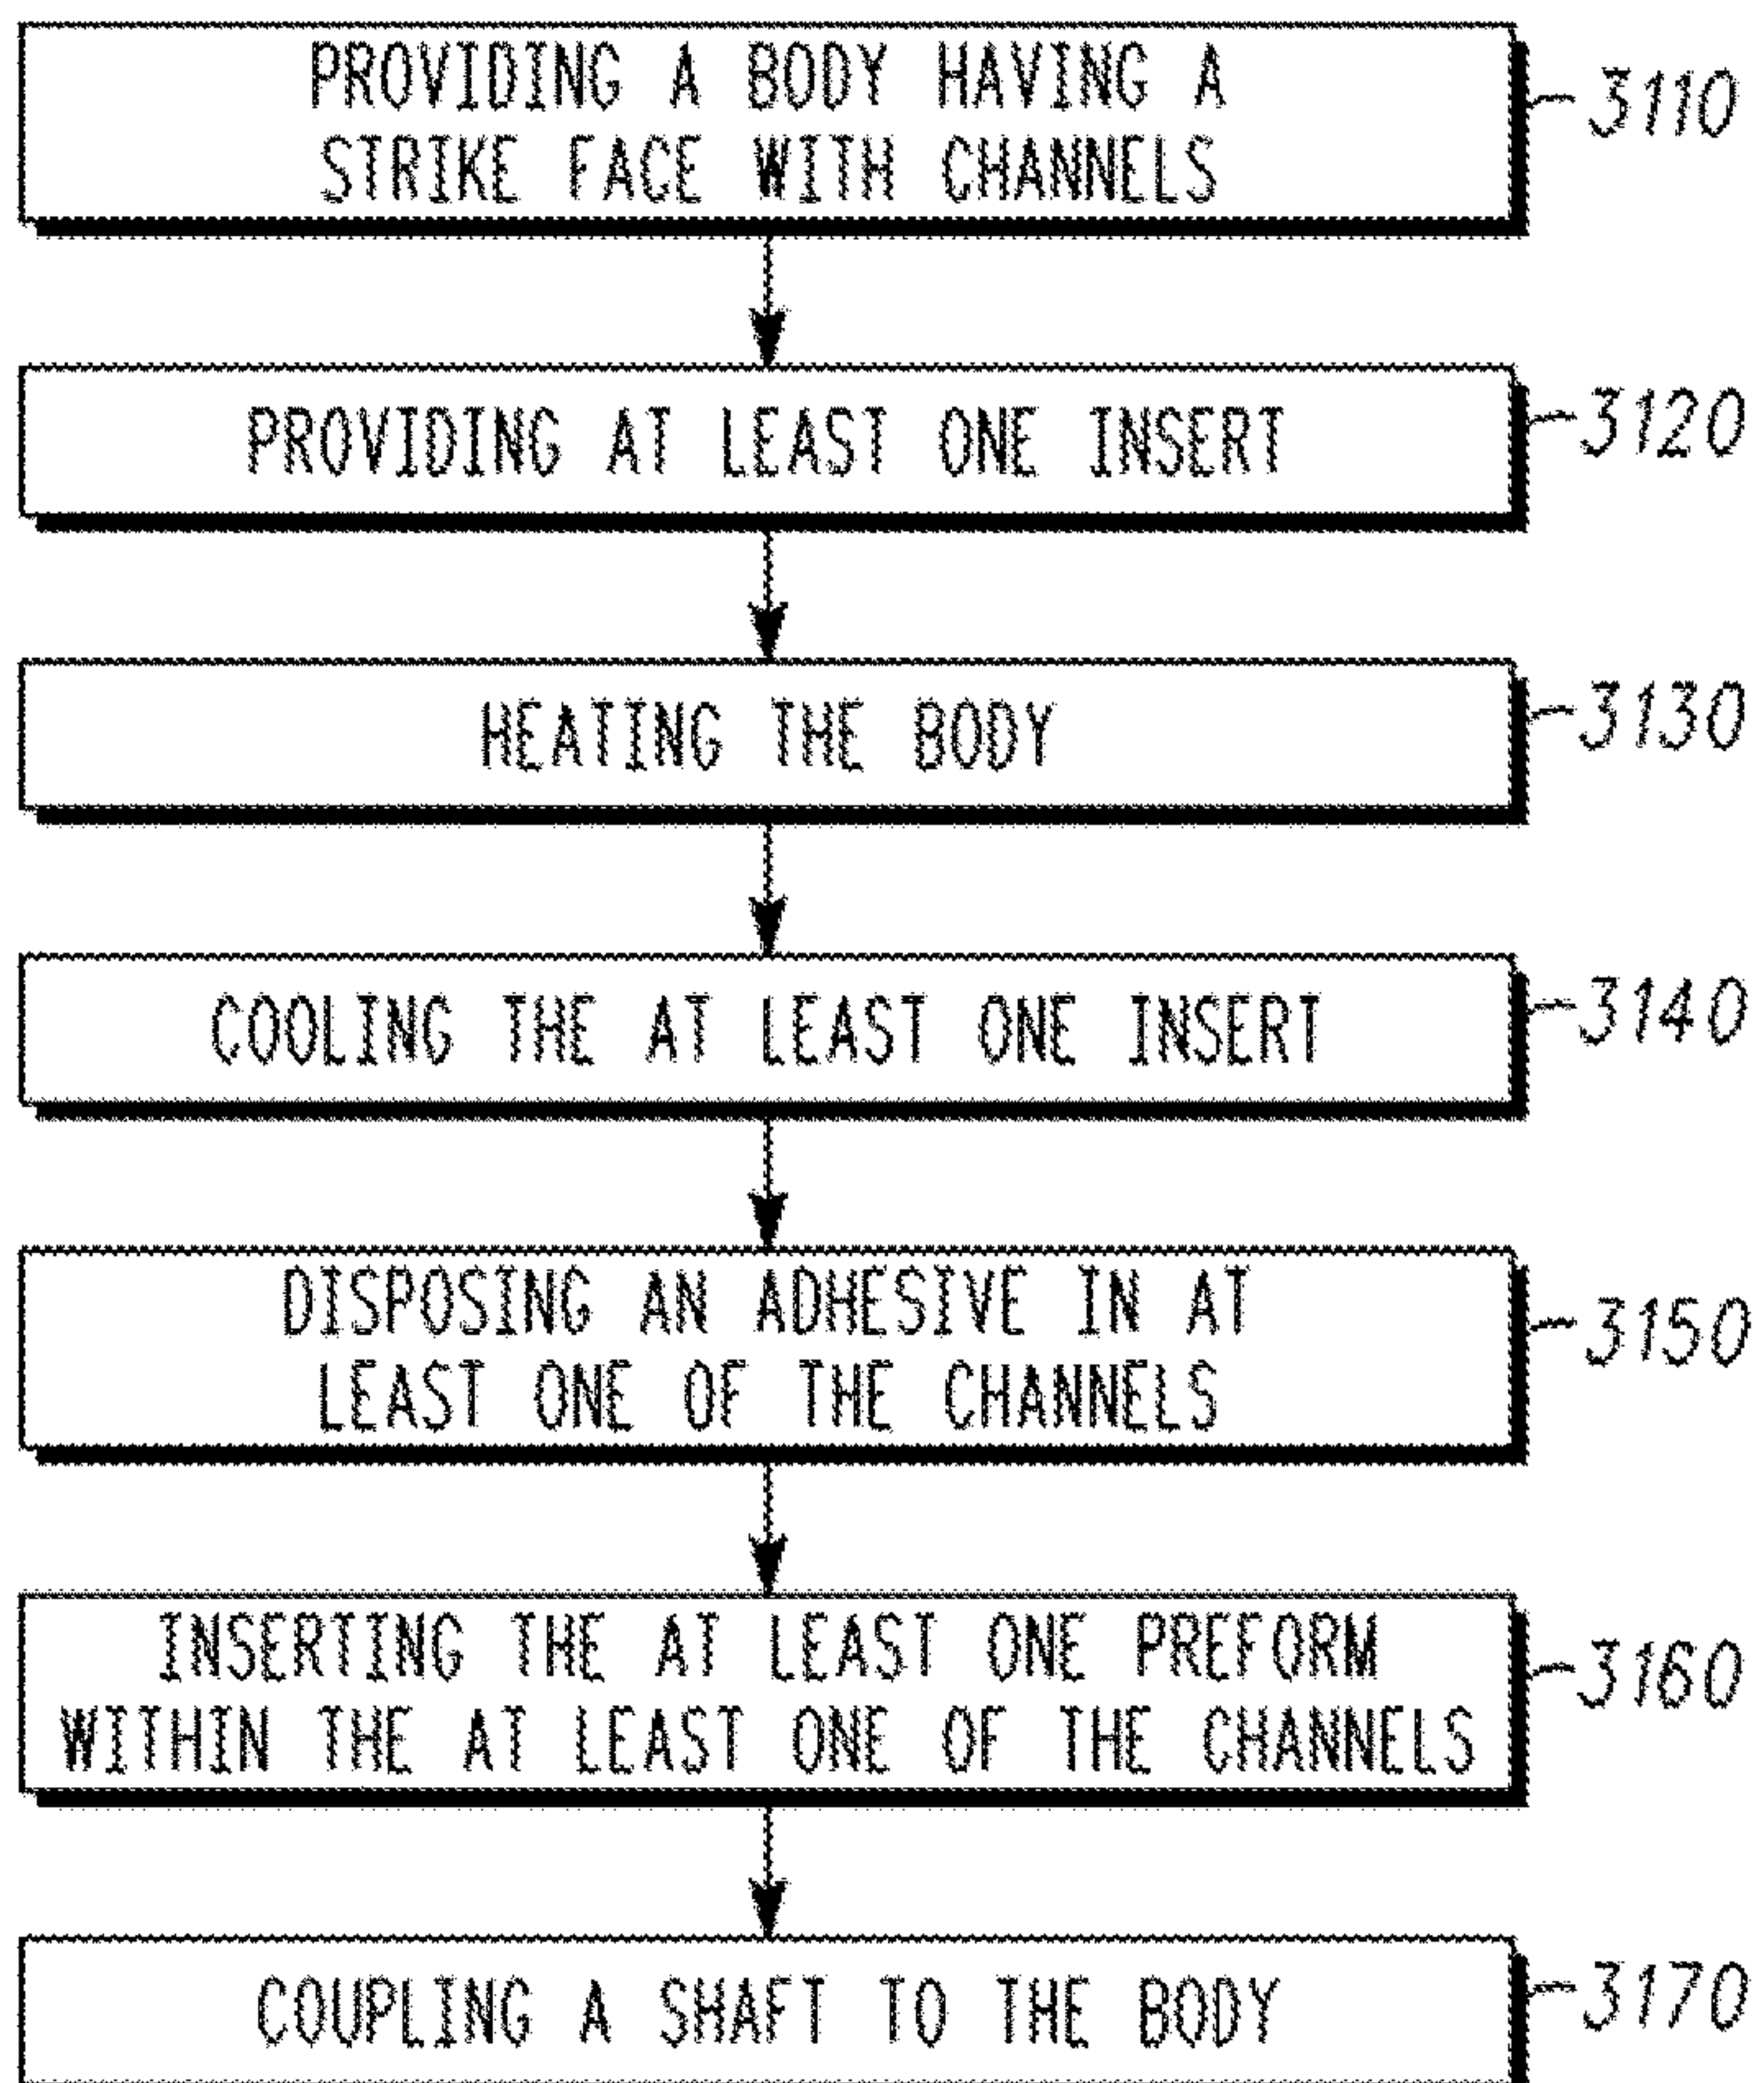 PROVIDING A BODY HAVING A
STRIKE FACE WITH CHANNELS
3110
PROVIDING AT LEAST ONE INSERT
3120
HEATING THE BODY
3130
COOLING THE AT LEAST ONE INSERT
3140
DISPOSING AN ADHESIVE IN AT
LEAST ONE OF THE CHANNELS
3150
INSERTING THE AT LEAST ONE PREFORM
WITHIN THE AT LEAST ONE OF THE CHANNELS
3160
COUPLING A SHAFT TO THE BODY
3170